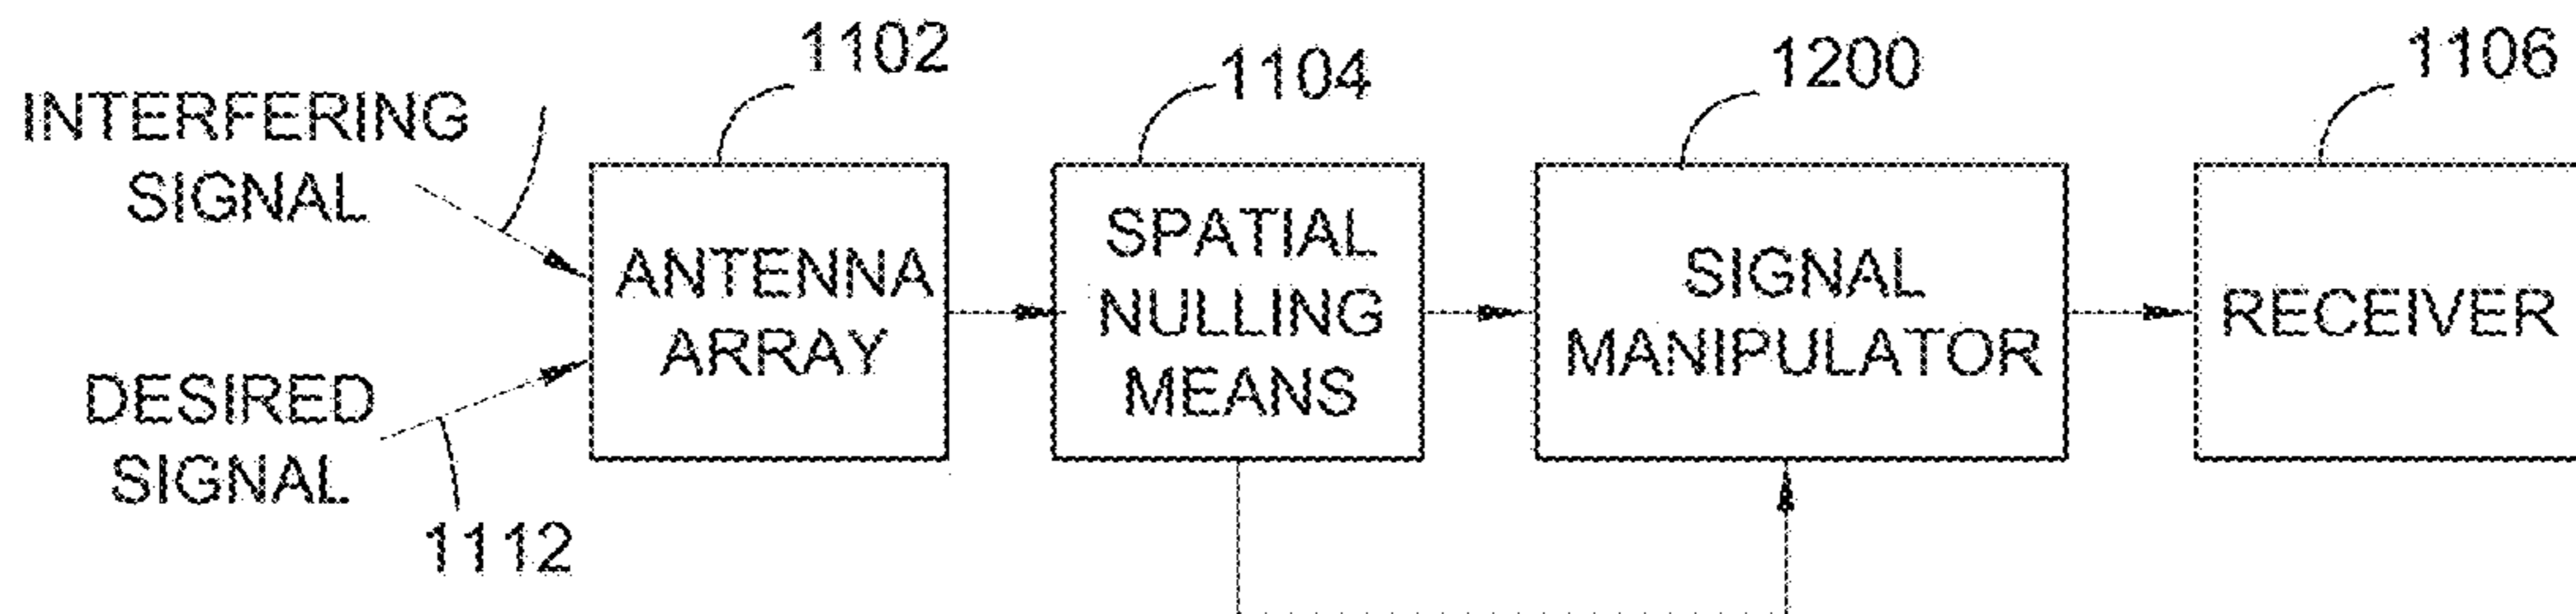 1102
1104
1200
1106
INTERFERING
SIGNAL
DESIRED
SIGNAL
1112
ANTENNA
ARRAY
SPATIAL
NULLING
MEANS
SIGNAL
MANIPULATOR
RECEIVER